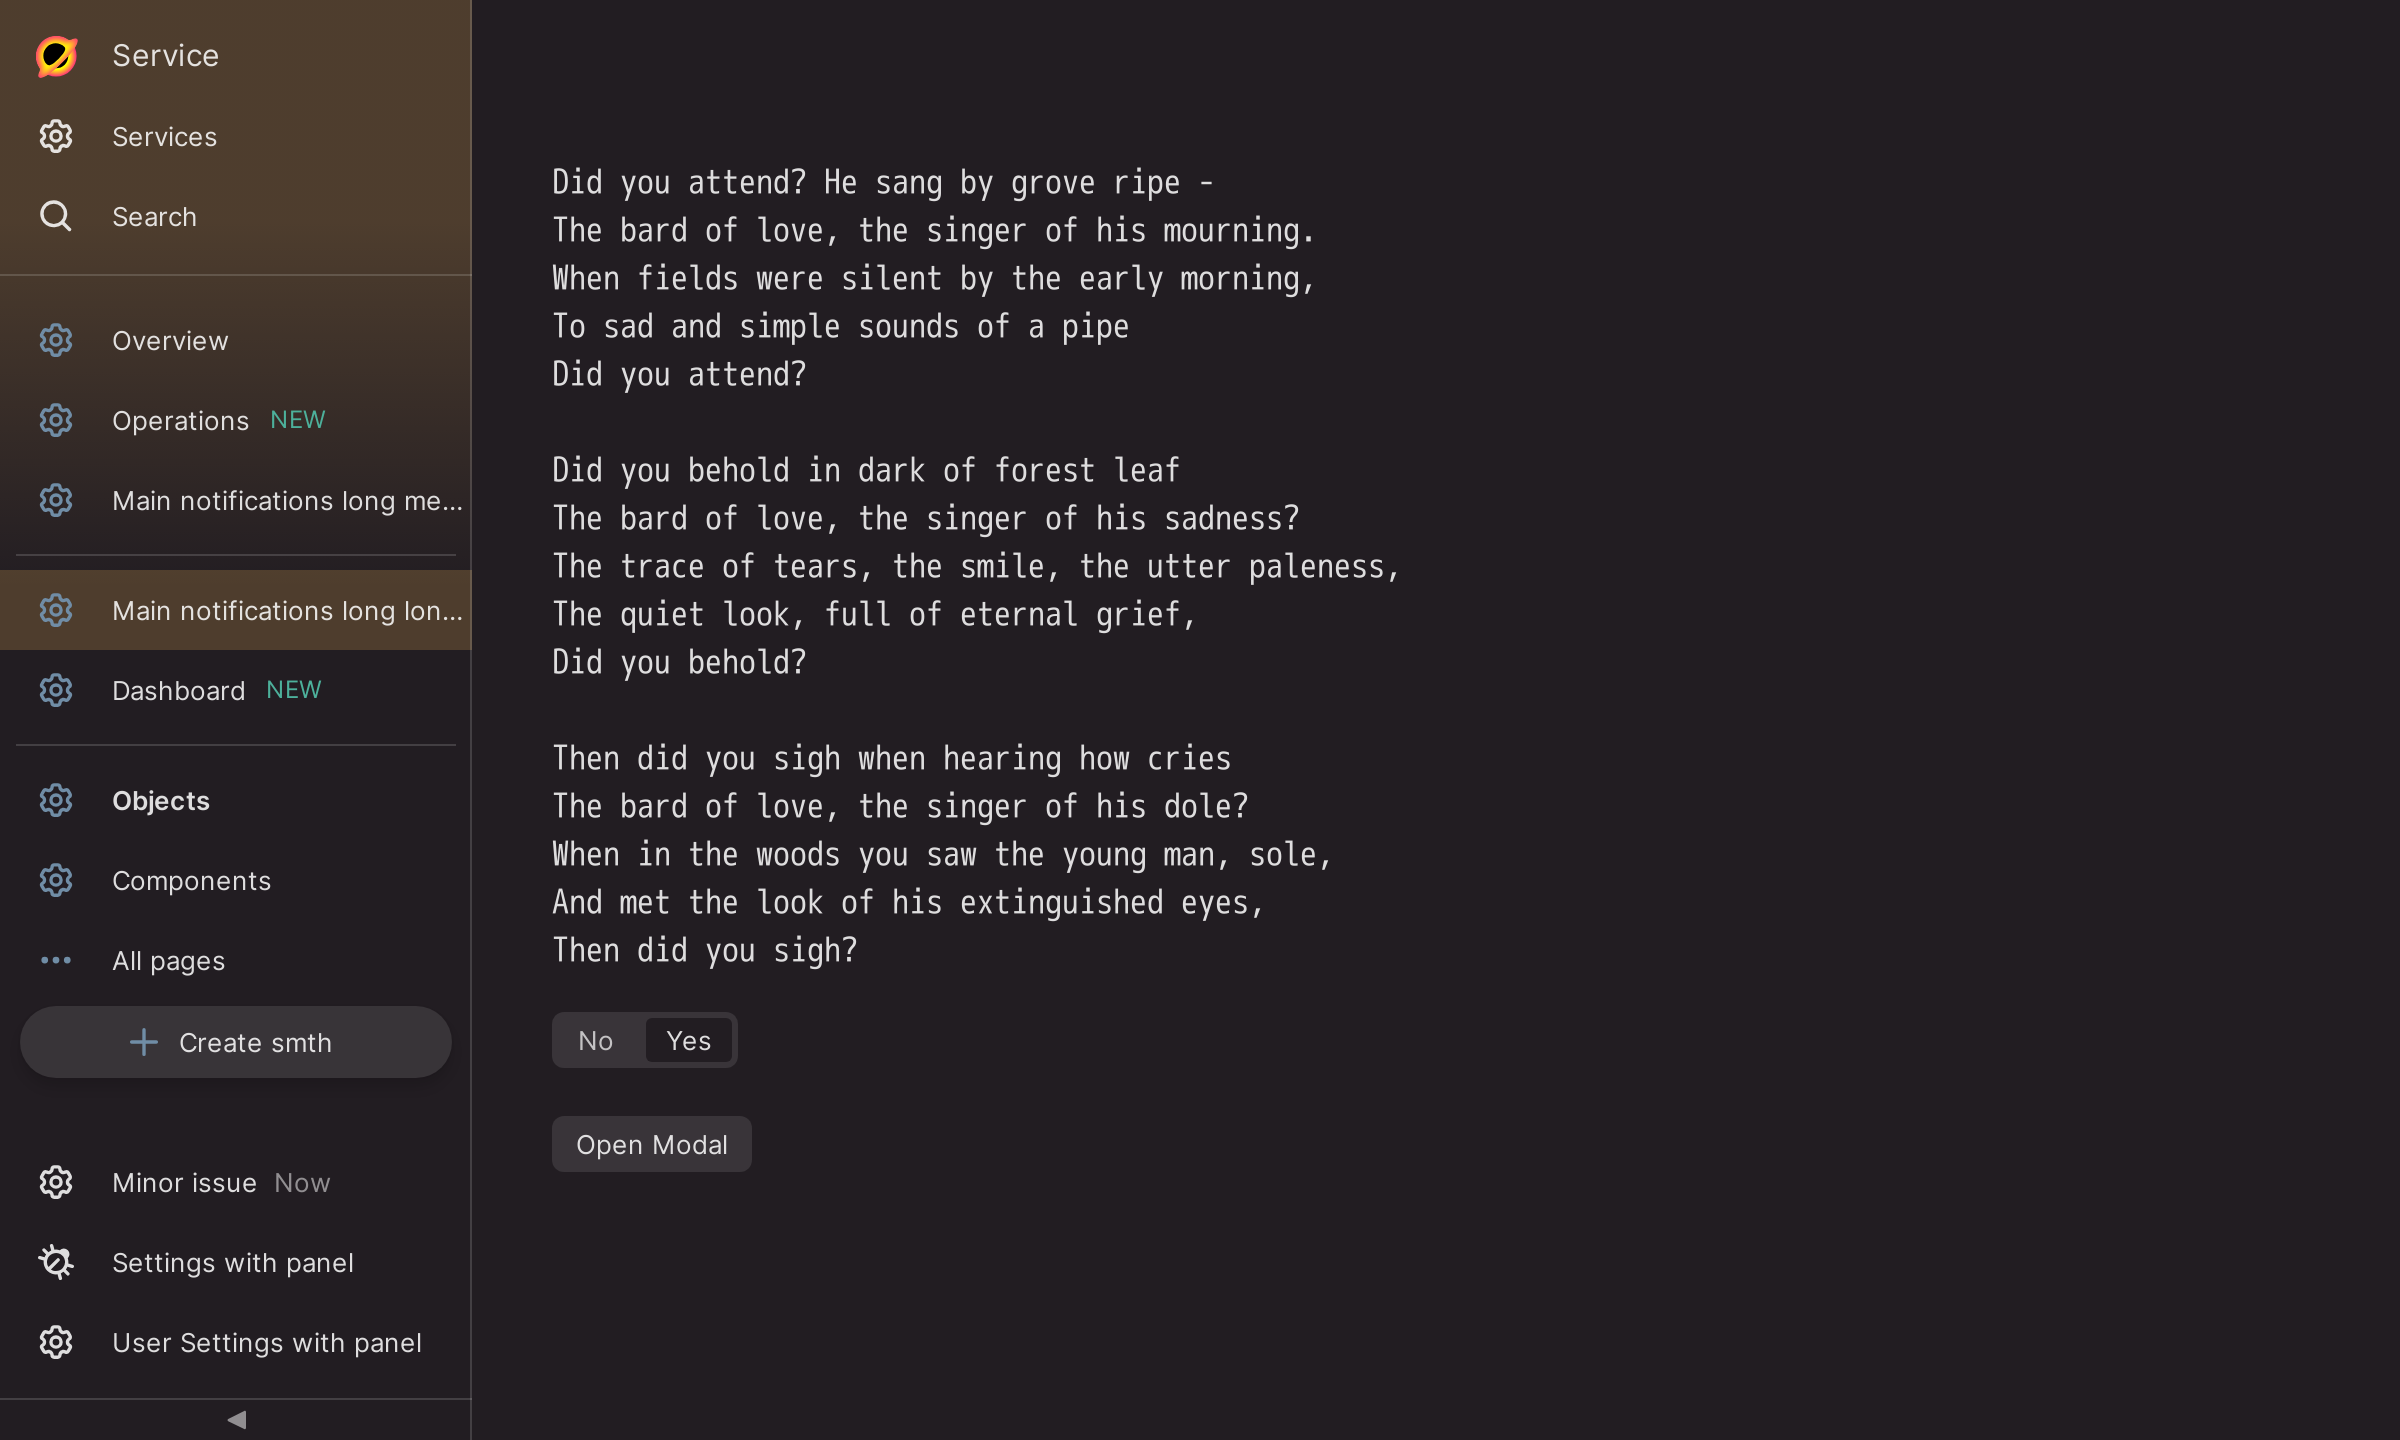 Service
Services
Search
Overview
Operations NEW
Main notifications long me...
Main notifications long lon...
Dashboard NEW
Objects
Components
All pages
Create smth
Minor issue Now
Settings with panel
User Settings with panel
Did you attend? He sang by grove ripe -
The bard of love, the singer of his mourning.
When fields were silent by the early morning,
To sad and simple sounds of a pipe
Did you attend?
Did you behold in dark of forest leaf
The bard of love, the singer of his sadness?
The trace of tears, the smile, the utter paleness,
The quiet look, full of eternal grief,
Did you behold?
Then did you sigh when hearing how cries
The bard of love, the singer of his dole?
When in the woods you saw the young man, sole,
And met the look of his extinguished eyes,
Then did you sigh?
No Yes
Open Modal